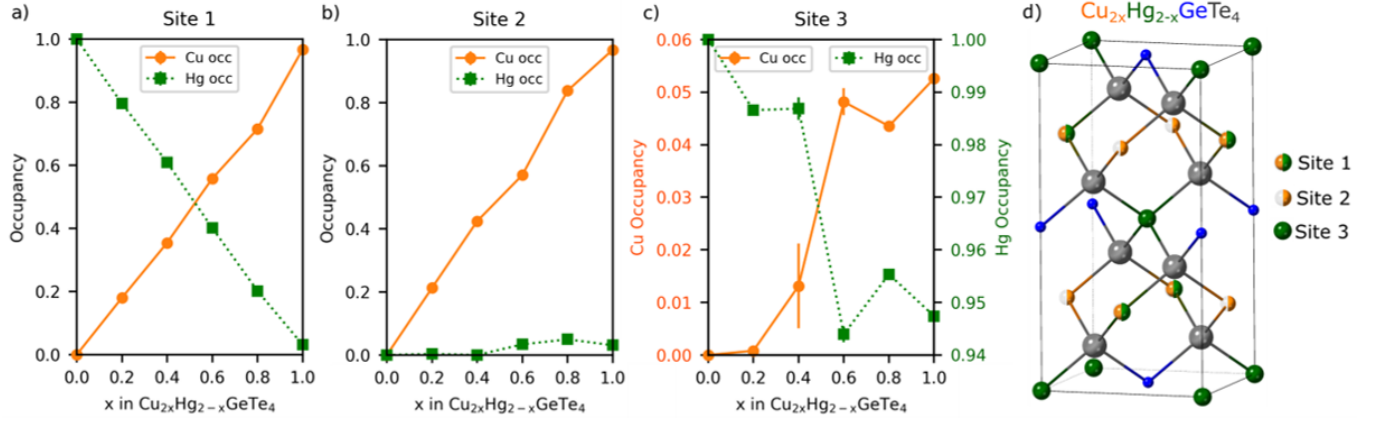 a)
Site 1
1.0
0.8
0.6
0.4
0.2
0.0
Occupancy
Cu occ
Hg occ
0.0 0.2 0.4 0.6 0.8 1.0
x in Cu₂ₓHg₂₋ₓGeTe₄
b)
Site 2
1.0
0.8
0.6
0.4
0.2
0.0
Occupancy
Cu occ
Hg occ
0.0 0.2 0.4 0.6 0.8 1.0
x in Cu₂ₓHg₂₋ₓGeTe₄
c)
Site 3
0.06
0.05
0.04
0.03
0.02
0.01
0.00
Cu Occupancy
Cu occ
Hg occ
1.00
0.99
0.98
0.97
0.96
0.95
0.94
Hg Occupancy
0.0 0.2 0.4 0.6 0.8 1.0
x in Cu₂ₓHg₂₋ₓGeTe₄
d)
Cu₂ₓHg₂₋ₓGeTe₄
Site 1
Site 2
Site 3